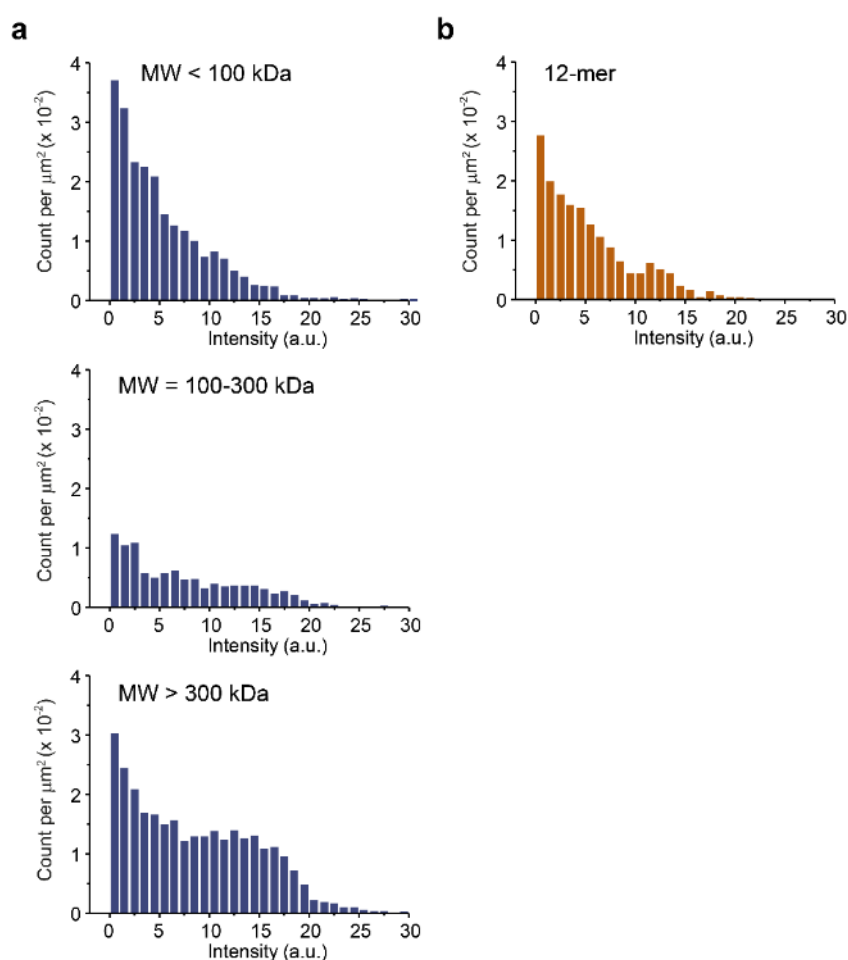 a
MW < 100 kDa
4
3
2
1
0
Count per μm² (x 10⁻²)
0 5 10 15 20 25 30
Intensity (a.u.)
MW = 100-300 kDa
4
3
2
1
0
Count per μm² (x 10⁻²)
0 5 10 15 20 25 30
Intensity (a.u.)
MW > 300 kDa
4
3
2
1
0
Count per μm² (x 10⁻²)
0 5 10 15 20 25 30
Intensity (a.u.)
b
12-mer
4
3
2
1
0
Count per μm² (x 10⁻²)
0 5 10 15 20 25 30
Intensity (a.u.)